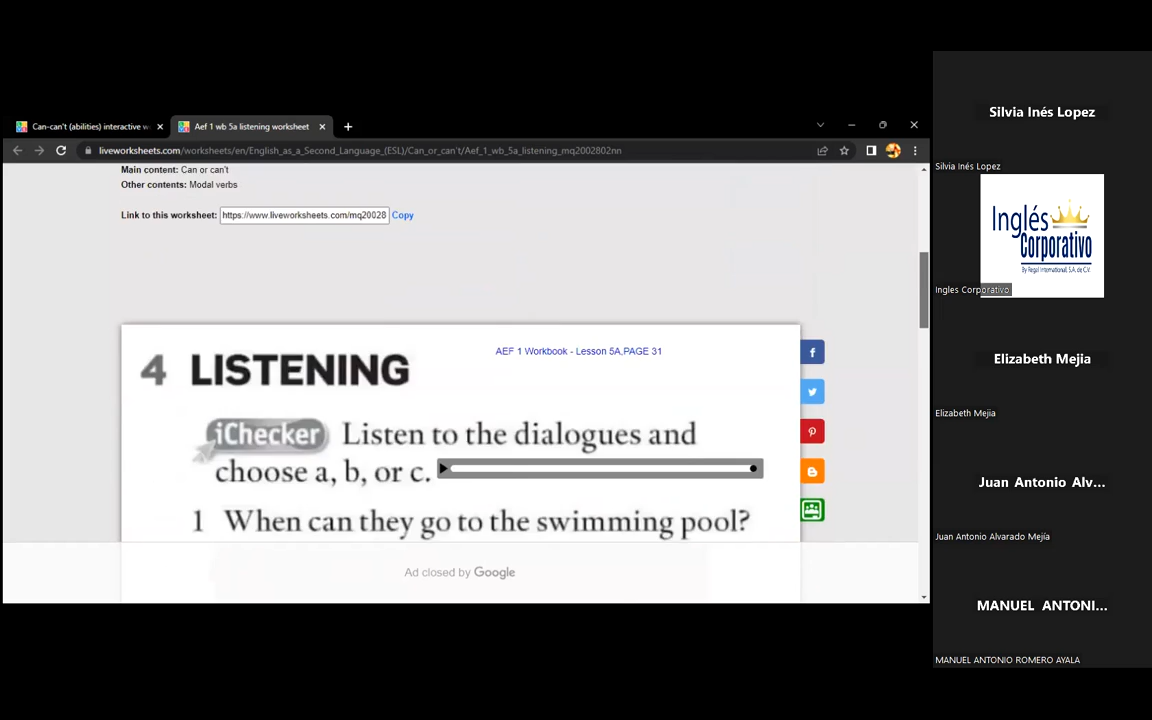 Can-can't (abilities) interactive w
Aef 1 wb 5a listening worksheet
liveworksheets.com/worksheets/en/English_as_a_Second_Language_(ESL)/Can_or_can't/Aef_1_wb_5a_listening_mq2002802nn
Main content: Can or can't
Other contents: Modal verbs
Link to this worksheet: https://www.liveworksheets.com/mq20028 Copy
AEF 1 Workbook - Lesson 5A,PAGE 31
4 LISTENING
iChecker Listen to the dialogues and
choose a, b, or c.
1 When can they go to the swimming pool?
Ad closed by Google
Silvia Inés Lopez
Silvia Inés Lopez
Inglés
Corporativo
By Regal International, S.A. de C.V.
Ingles Corporativo
Elizabeth Mejia
Elizabeth Mejia
Juan Antonio Alv...
Juan Antonio Alvarado Mejía
MANUEL ANTONI...
MANUEL ANTONIO ROMERO AYALA